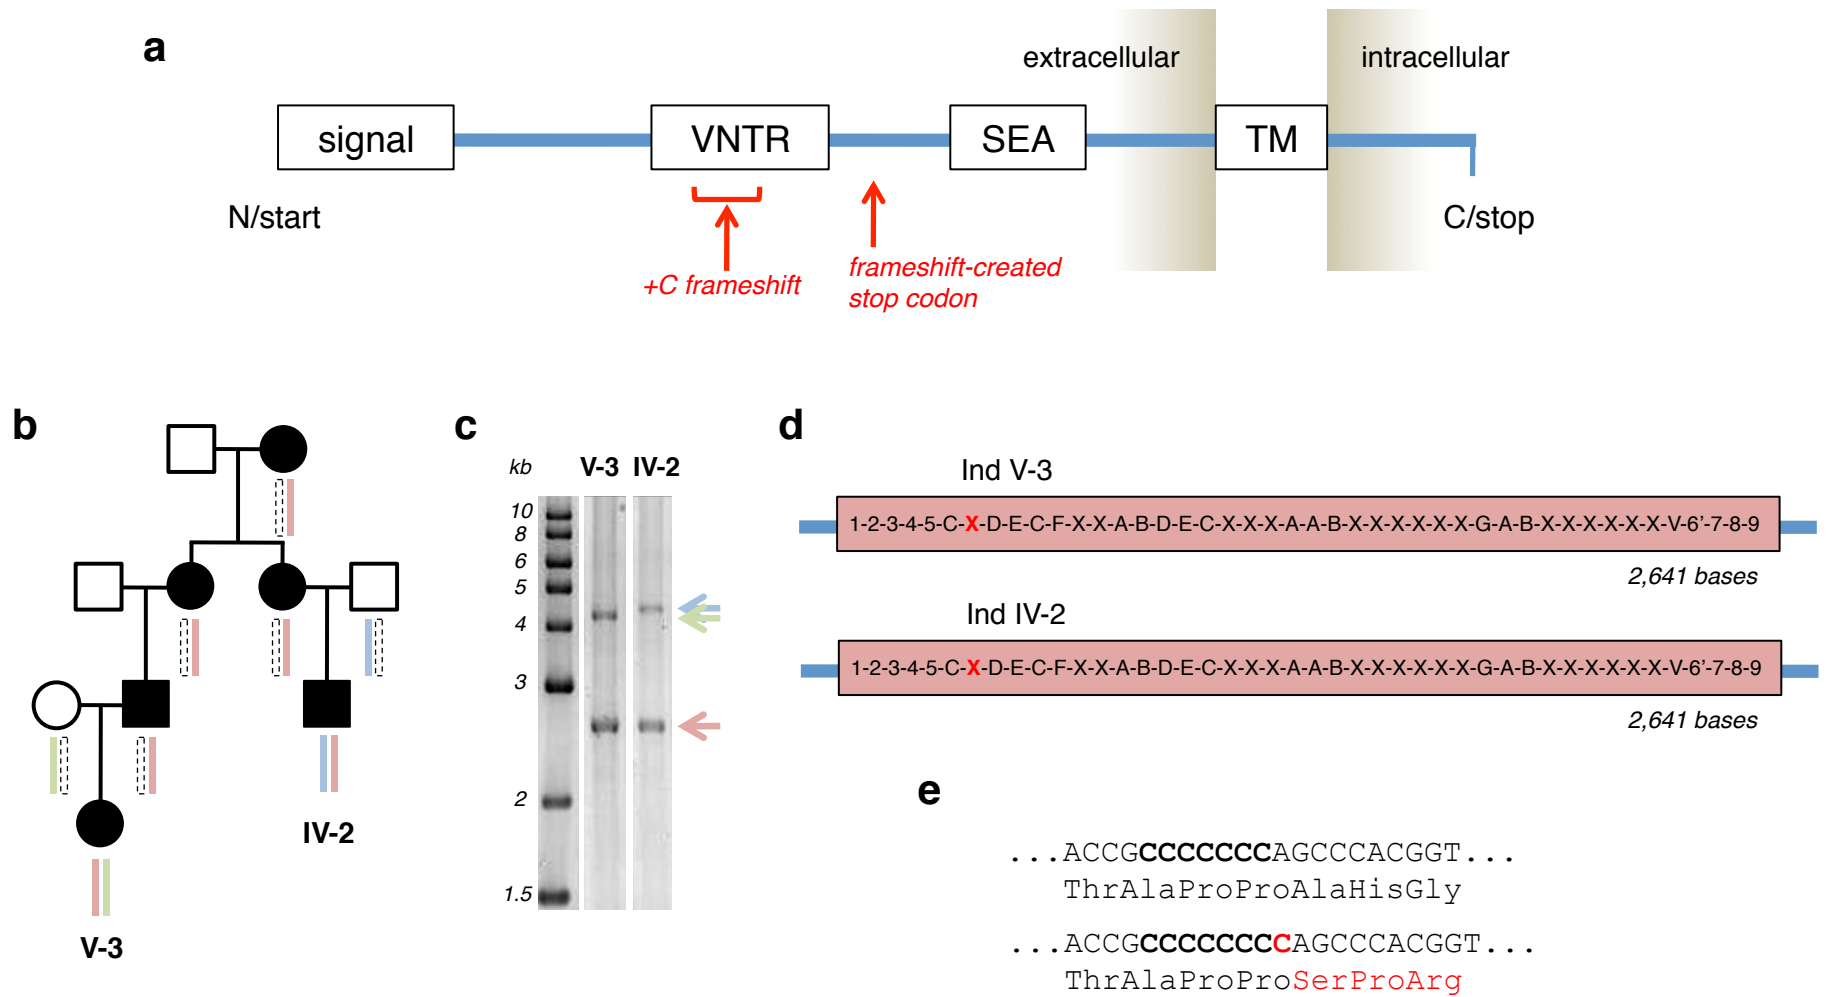 a
extracellular
intracellular
signal
VNTR
SEA
TM
N/start
C/stop
+C frameshift
frameshift-created
stop codon
b
IV-2
V-3
c
kb
V-3
IV-2
10
8
6
5
4
3
2
1.5
d
Ind V-3
1-2-3-4-5-C-X-D-E-C-F-X-X-A-B-D-E-C-X-X-X-A-A-B-X-X-X-X-X-X-G-A-B-X-X-X-X-X-X-V-6’-7-8-9
2,641 bases
Ind IV-2
1-2-3-4-5-C-X-D-E-C-F-X-X-A-B-D-E-C-X-X-X-A-A-B-X-X-X-X-X-X-G-A-B-X-X-X-X-X-X-V-6’-7-8-9
2,641 bases
e
...ACCGCCCCCCCAGCCCACGGT...
ThrAlaProProAlaHisGly
...ACCGCCCCCCCCAGCCCACGGT...
ThrAlaProProSerProArg